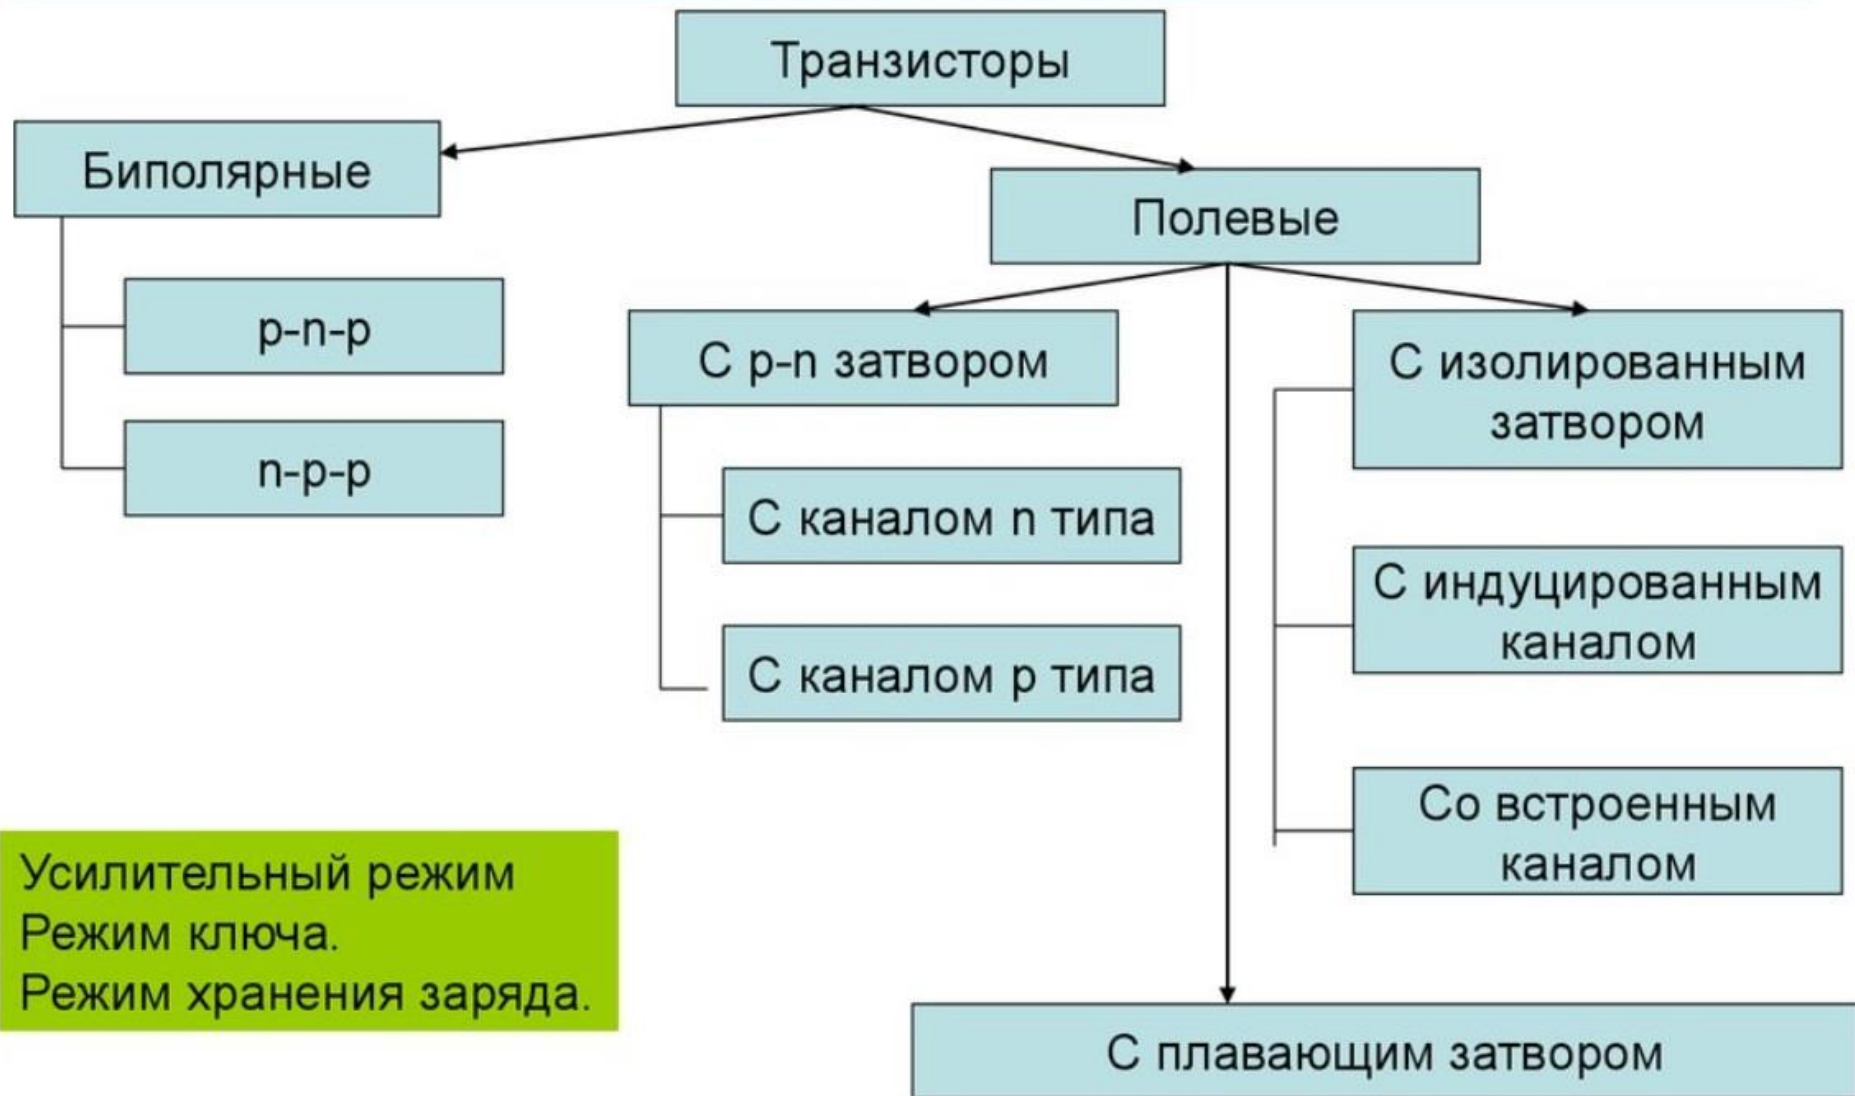 Транзисторы
Биполярные
p-n-p
n-p-p
Полевые
С p-n затвором
С каналом n типа
С каналом p типа
С изолированным
затвором
С индуцированным
каналом
Со встроенным
каналом
С плавающим затвором
Усилительный режим
Режим ключа.
Режим хранения заряда.